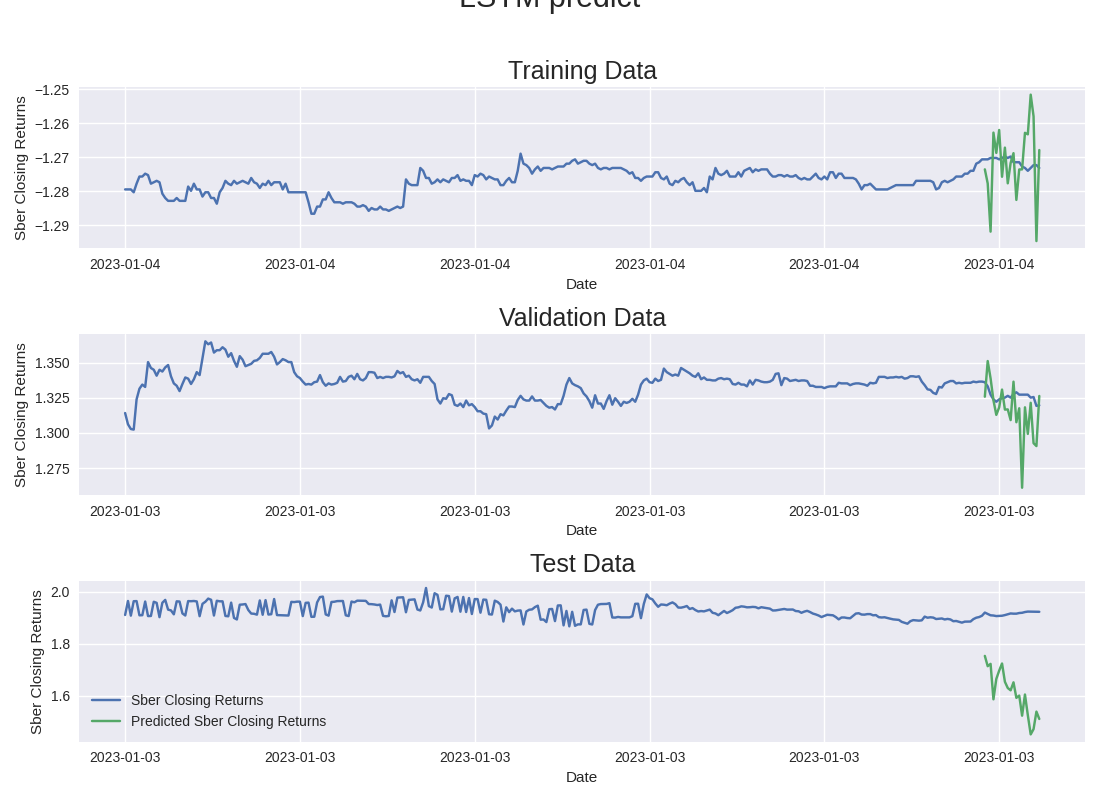 LSTM predict
Training Data
Sber Closing Returns
−1.25
−1.26
−1.27
−1.28
−1.29
2023-01-04 2023-01-04 2023-01-04 2023-01-04 2023-01-04 2023-01-04
Date
Validation Data
Sber Closing Returns
1.350
1.325
1.300
1.275
2023-01-03 2023-01-03 2023-01-03 2023-01-03 2023-01-03 2023-01-03
Date
Test Data
Sber Closing Returns
2.0
1.8
1.6
Sber Closing Returns
Predicted Sber Closing Returns
2023-01-03 2023-01-03 2023-01-03 2023-01-03 2023-01-03 2023-01-03
Date